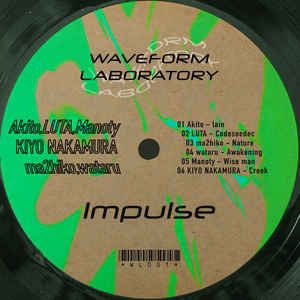 WAVEFORM
LABORATORY
Akito,LUTA,Manoty
KIYO NAKAMURA
ma2hiko,wataru
01 Akito – lain
02 LUTA – Codeseedec
03 ma2hiko – Nature
04 wataru – Awakening
05 Manoty – Wise man
06 KIYO NAKAMURA – Creek
Impulse
*WL001*